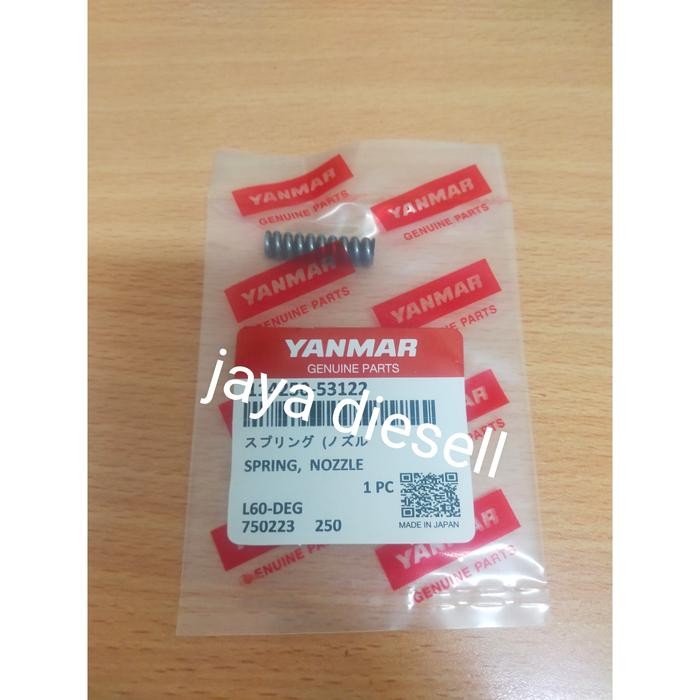 YANMAR
GENUINE PARTS
YANMAR
GENUINE PARTS
YANMAR
GENUINE PARTS
YANMAR
GENUINE PARTS
YANMAR
GENUINE PARTS
jaya diesell
スプリング (ノズル
SPRING, NOZZLE
1 PC
L60-DEG
750223 250
MADE IN JAPAN
YANMAR
GENUINE PARTS
GENUINE PARTS